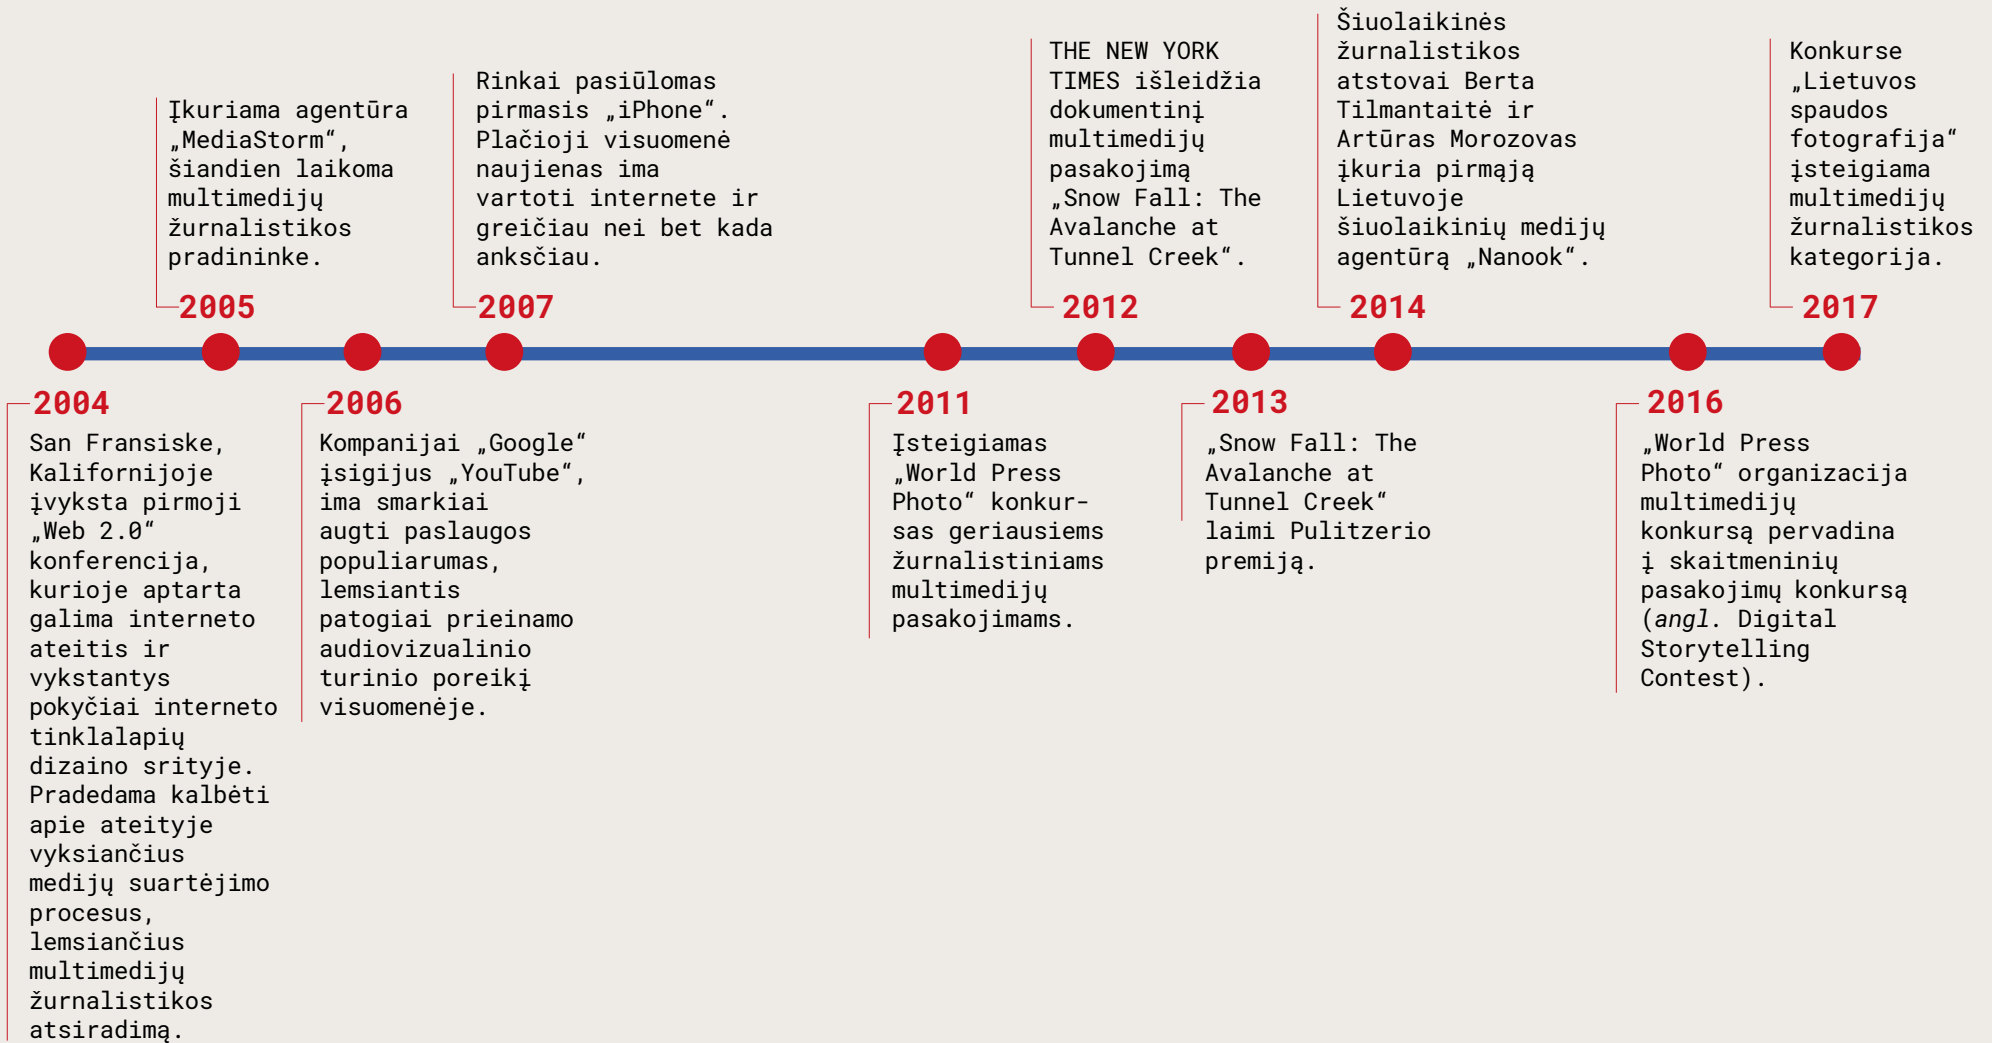 2004
San Fransiske,
Kalifornijoje
įvyksta pirmoji
„Web 2.0“
konferencija,
kurioje aptarta
galima interneto
ateitis ir
vykstantys
pokyčiai interneto
tinklalapių
dizaino srityje.
Pradedama kalbėti
apie ateityje
vyksiančius
medijų suartėjimo
procesus,
lemsiančius
multimedijų
žurnalistikos
atsiradimą.
Įkuriama agentūra
„MediaStorm“,
šiandien laikoma
multimedijų
žurnalistikos
pradininke.
2005
2006
Kompanijai „Google“
įsigijus „YouTube“,
ima smarkiai
augti paslaugos
populiarumas,
lemsiantis
patogiai prieinamo
audiovizualinio
turinio poreikį
visuomenėje.
Rinkai pasiūlomas
pirmasis „iPhone“.
Plačioji visuomenė
naujienas ima
vartoti internete ir
greičiau nei bet kada
anksčiau.
2007
2011
Įsteigiamas
„World Press
Photo“ konkur-
sas geriausiems
žurnalistiniams
multimedijų
pasakojimams.
THE NEW YORK
TIMES išleidžia
dokumentinį
multimedijų
pasakojimą
„Snow Fall: The
Avalanche at
Tunnel Creek“.
2012
2013
„Snow Fall: The
Avalanche at
Tunnel Creek“
laimi Pulitzerio
premiją.
Šiuolaikinės
žurnalistikos
atstovai Berta
Tilmantaitė ir
Artūras Morozovas
įkuria pirmąją
Lietuvoje
šiuolaikinių medijų
agentūrą „Nanook“.
2014
2016
„World Press
Photo“ organizacija
multimedijų
konkursą pervadina
į skaitmeninių
pasakojimų konkursą
(angl. Digital
Storytelling
Contest).
Konkurse
„Lietuvos
spaudos
fotografija“
įsteigiama
multimedijų
žurnalistikos
kategorija.
2017